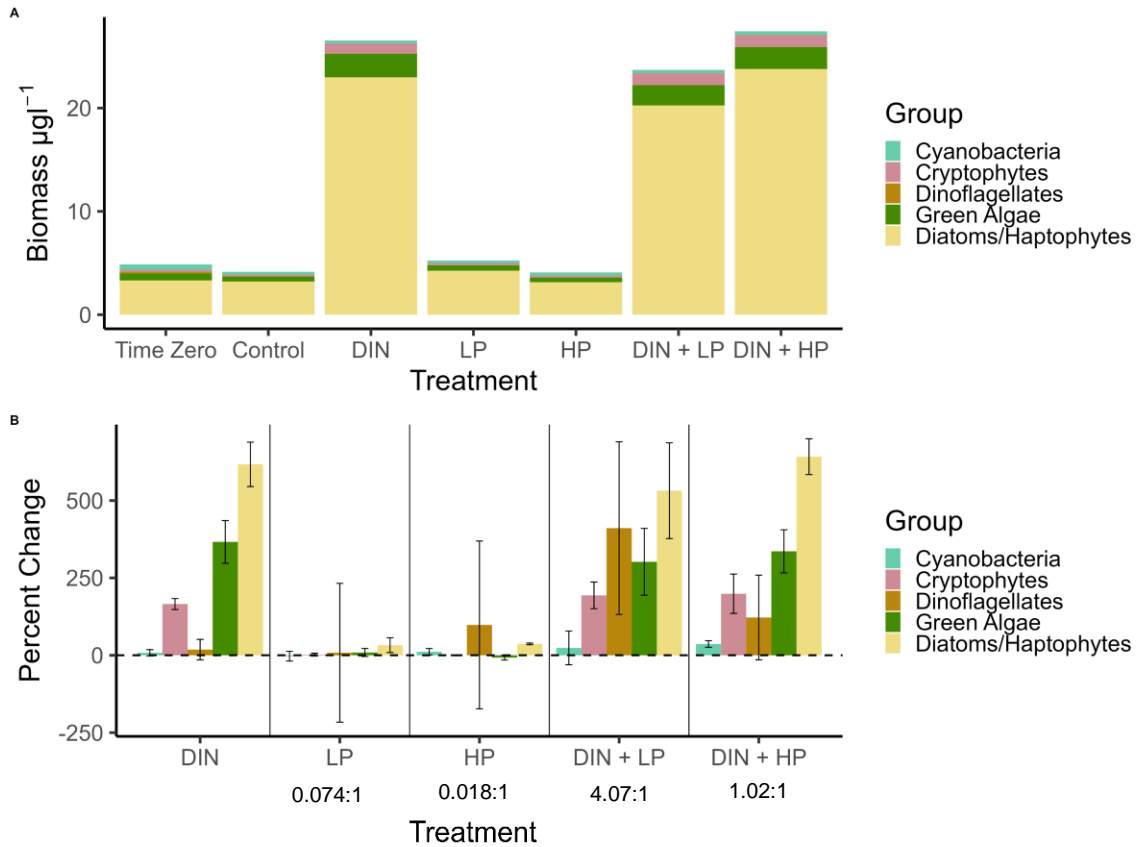 A
Biomass µgl⁻¹
20
10
0
Time Zero Control DIN LP HP DIN + LP DIN + HP
Treatment
Group
Cyanobacteria
Cryptophytes
Dinoflagellates
Green Algae
Diatoms/Haptophytes
B
Percent Change
500
250
0
-250
DIN LP HP DIN + LP DIN + HP
0.074:1 0.018:1 4.07:1 1.02:1
Treatment
Group
Cyanobacteria
Cryptophytes
Dinoflagellates
Green Algae
Diatoms/Haptophytes